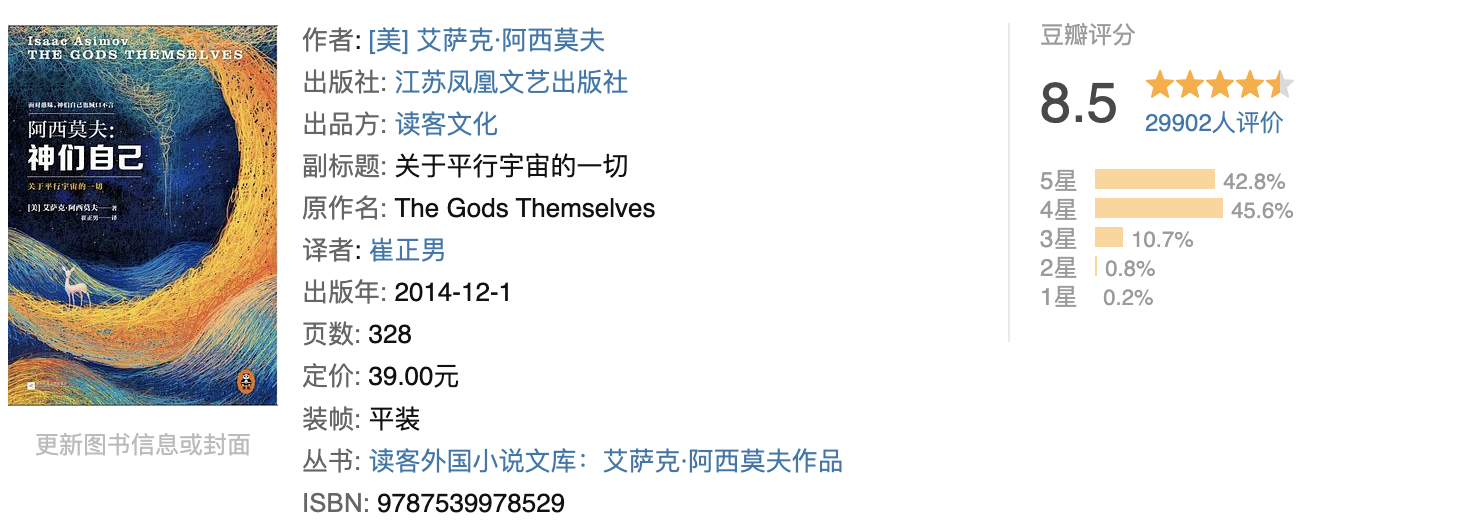 Isaac Asimov
THE GODS THEMSELVES
面对愚昧，神们自己也缄口不言
阿西莫夫：
神们自己
关于平行宇宙的一切
[美] 艾萨克·阿西莫夫——著
崔正男——译
更新图书信息或封面
作者: [美] 艾萨克·阿西莫夫
出版社: 江苏凤凰文艺出版社
出品方: 读客文化
副标题: 关于平行宇宙的一切
原作名: The Gods Themselves
译者: 崔正男
出版年: 2014-12-1
页数: 328
定价: 39.00元
装帧: 平装
丛书: 读客外国小说文库：艾萨克·阿西莫夫作品
ISBN: 9787539978529
豆瓣评分
8.5
29902人评价
5星 42.8%
4星 45.6%
3星 10.7%
2星 0.8%
1星 0.2%